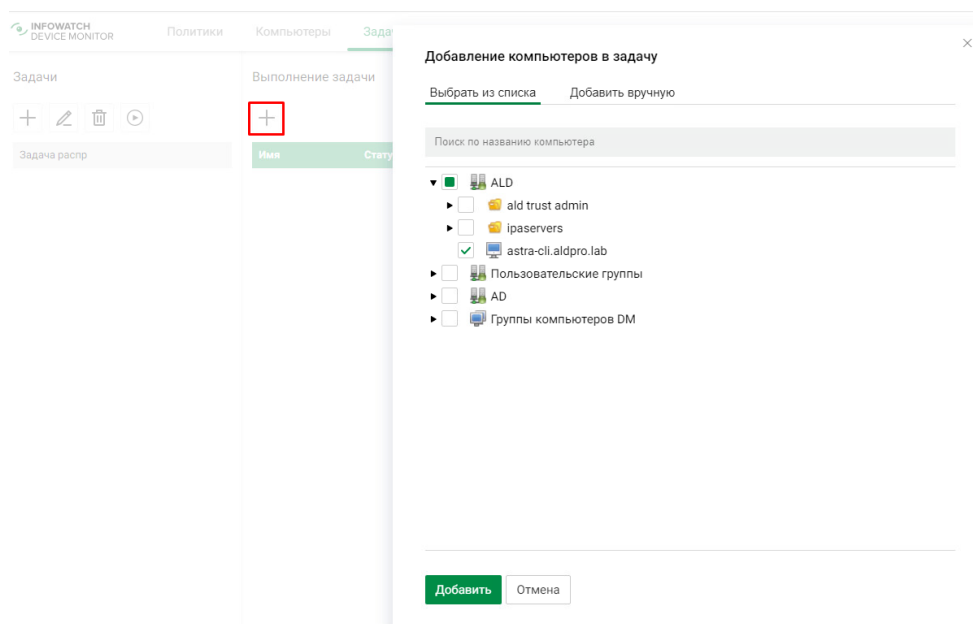 INFOWATCH
DEVICE MONITOR
Политики
Компьютеры
Зада
Задачи
Выполнение задачи
Задача распр
Имя
Стату
Добавление компьютеров в задачу
Выбрать из списка
Добавить вручную
Поиск по названию компьютера
ALD
ald trust admin
ipaservers
astra-cli.aldpro.lab
Пользовательские группы
AD
Группы компьютеров DM
Добавить
Отмена